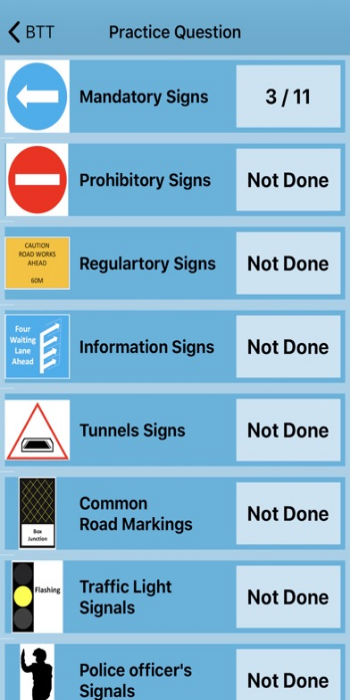 BTT
Practice Question
Mandatory Signs
3 / 11
Prohibitory Signs
Not Done
CAUTION
ROAD WORKS
AHEAD
60M
Regulartory Signs
Not Done
Four
Waiting
Lane
Ahead
Information Signs
Not Done
Tunnels Signs
Not Done
Box
Junction
Common
Road Markings
Not Done
Flashing
Traffic Light
Signals
Not Done
Police officer's
Signals
Not Done